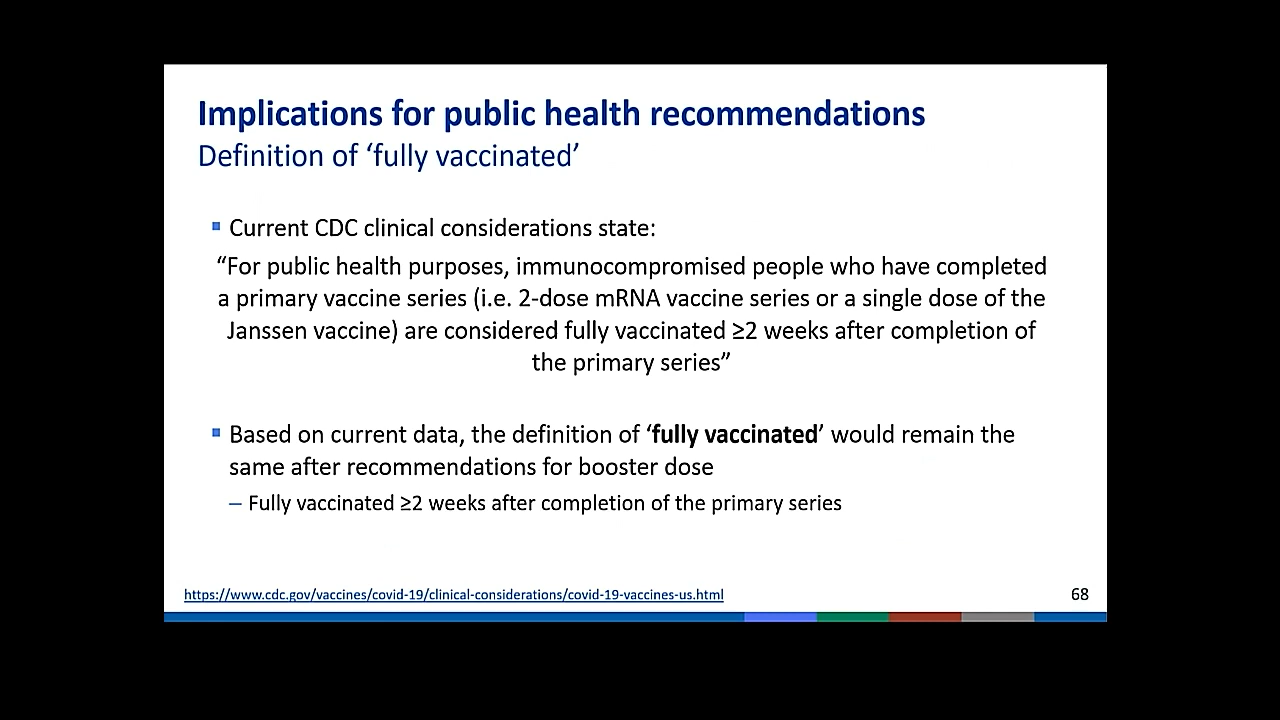 Implications for public health recommendations
Definition of ‘fully vaccinated’
▪ Current CDC clinical considerations state:
“For public health purposes, immunocompromised people who have completed
a primary vaccine series (i.e. 2-dose mRNA vaccine series or a single dose of the
Janssen vaccine) are considered fully vaccinated ≥2 weeks after completion of
the primary series”
▪ Based on current data, the definition of ‘fully vaccinated’ would remain the
same after recommendations for booster dose
– Fully vaccinated ≥2 weeks after completion of the primary series
https://www.cdc.gov/vaccines/covid-19/clinical-considerations/covid-19-vaccines-us.html
68